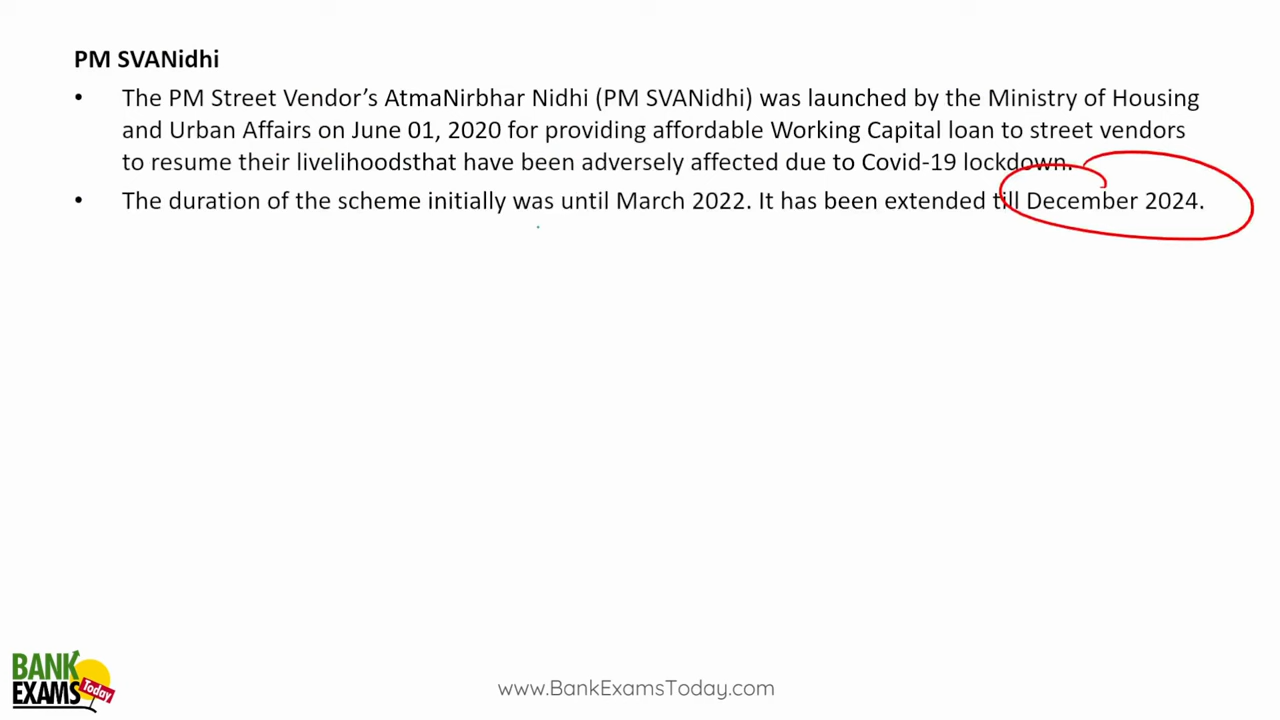 PM SVANidhi
• The PM Street Vendor’s AtmaNirbhar Nidhi (PM SVANidhi) was launched by the Ministry of Housing
and Urban Affairs on June 01, 2020 for providing affordable Working Capital loan to street vendors
to resume their livelihoodsthat have been adversely affected due to Covid-19 lockdown.
• The duration of the scheme initially was until March 2022. It has been extended till December 2024.
BANK
EXAMS Today
www.BankExamsToday.com